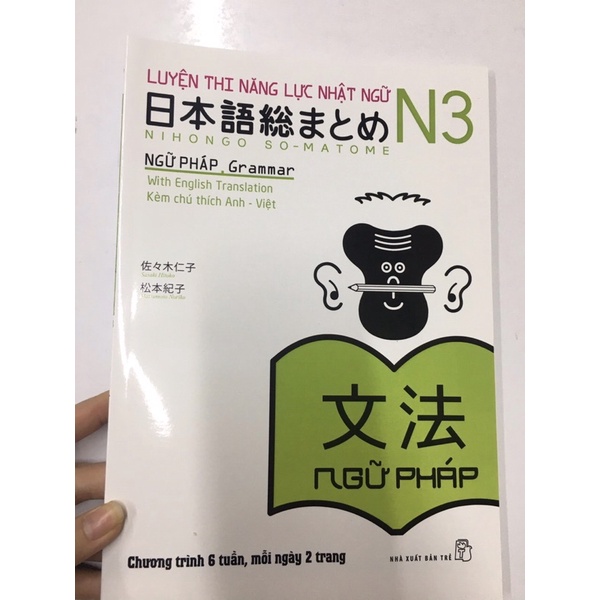 LUYỆN THI NĂNG LỰC NHẬT NGỮ
日本語総まとめ N3
NIHONGO SO-MATOME
NGỮ PHÁP . Grammar
With English Translation
Kèm chú thích Anh - Việt
佐々木仁子
松本紀子
文法
NGỮ PHÁP
Chương trình 6 tuần, mỗi ngày 2 trang
NHÀ XUẤT BẢN TRẺ